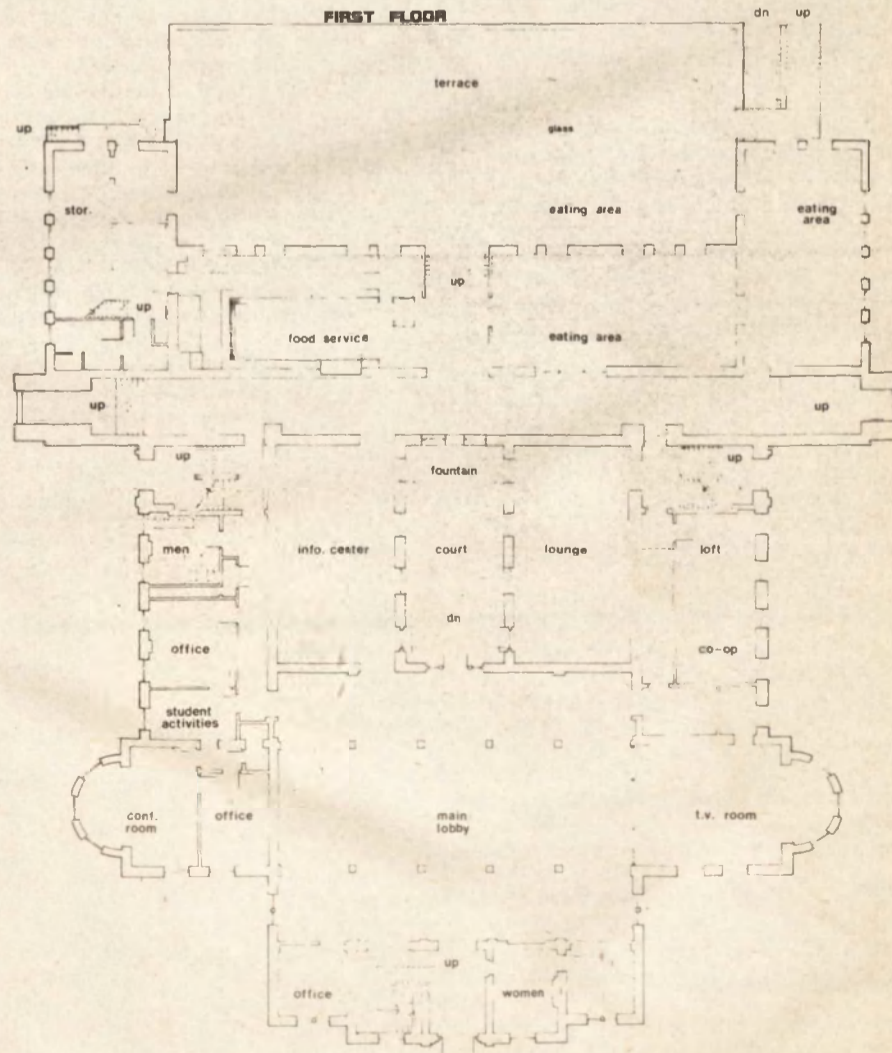 FIRST FLOOR
dn up
terrace
glass
up
stor.
eating area
eating
area
up
up
food service
eating area
up
up
up
up
fountain
men
info. center
court
lounge
loft
dn
office
co-op
student
activities
conf.
room
office
main
lobby
t.v. room
up
office
women